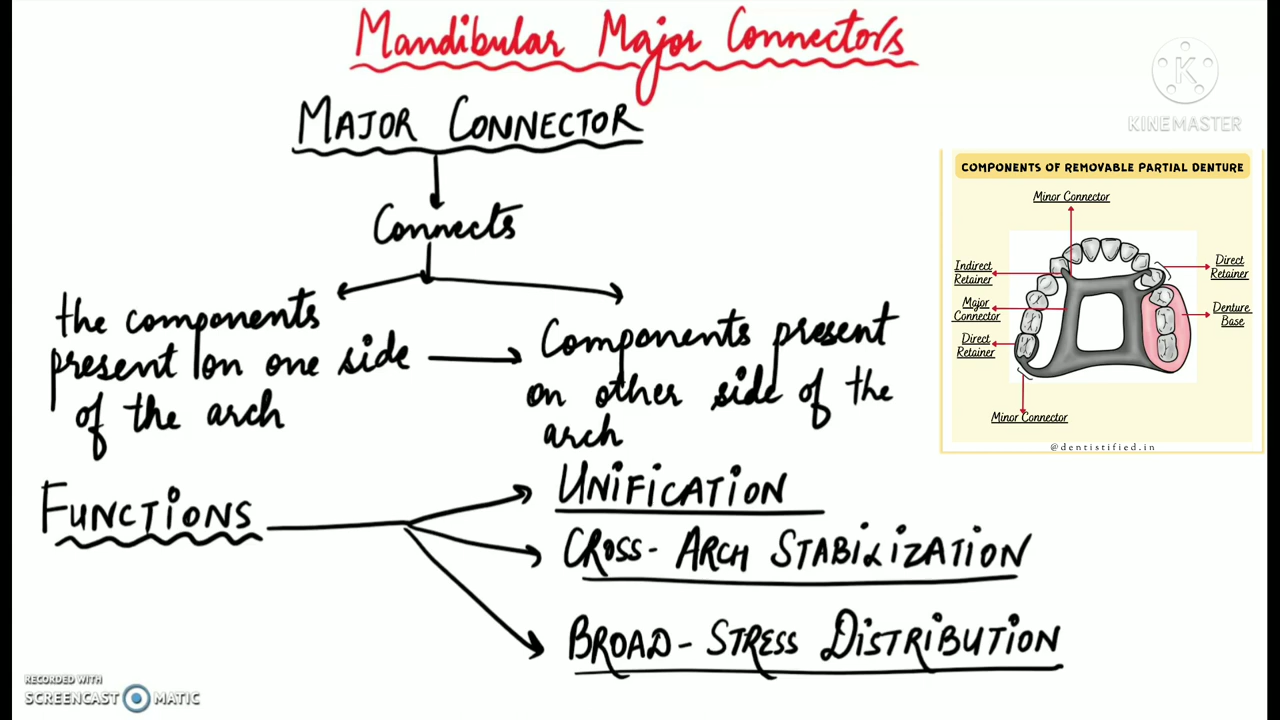 Mandibular Major Connectors
MAJOR CONNECTOR
Connects
the components
present on one side
of the arch
Components present
on other side of the
arch
FUNCTIONS
UNIFICATION
CROSS-ARCH STABILIZATION
BROAD-STRESS DISTRIBUTION
KINEMASTER
COMPONENTS OF REMOVABLE PARTIAL DENTURE
Minor Connector
Indirect
Retainer
Major
Connector
Direct
Retainer
Direct
Retainer
Denture
Base
Minor Connector
@dentistified.in
RECORDED WITH
SCREENCAST MATIC